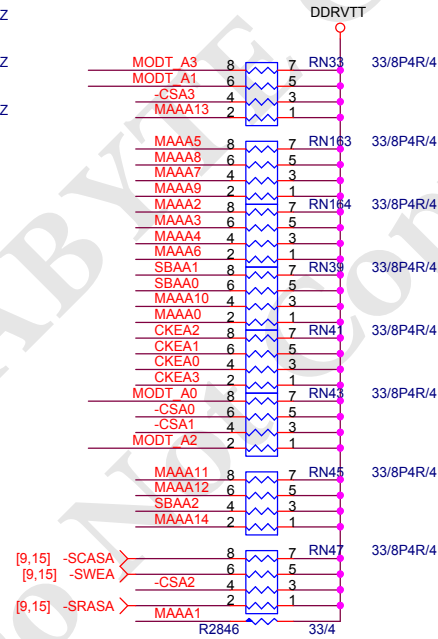 DDRVTT
Z
MODT_A3 8 7 RN33 33/8P4R/4
Z
MODT_A1 6 5
-CSA3 4 3
Z
MAAA13 2 1
MAAA5 8 7 RN163 33/8P4R/4
MAAA8 6 5
MAAA7 4 3
MAAA9 2 1
MAAA2 8 7 RN164 33/8P4R/4
MAAA3 6 5
MAAA4 4 3
MAAA6 2 1
SBAA1 8 7 RN39 33/8P4R/4
SBAA0 6 5
MAAA10 4 3
MAAA0 2 1
CKEA2 8 7 RN41 33/8P4R/4
CKEA1 6 5
CKEA0 4 3
CKEA3 2 1
MODT_A0 8 7 RN43 33/8P4R/4
-CSA0 6 5
-CSA1 4 3
MODT_A2 2 1
MAAA11 8 7 RN45 33/8P4R/4
MAAA12 6 5
SBAA2 4 3
MAAA14 2 1
[9,15] -SCASA 8 7 RN47 33/8P4R/4
[9,15] -SWEA 6 5
-CSA2 4 3
[9,15] -SRASA 2 1
MAAA1
R2846 33/4